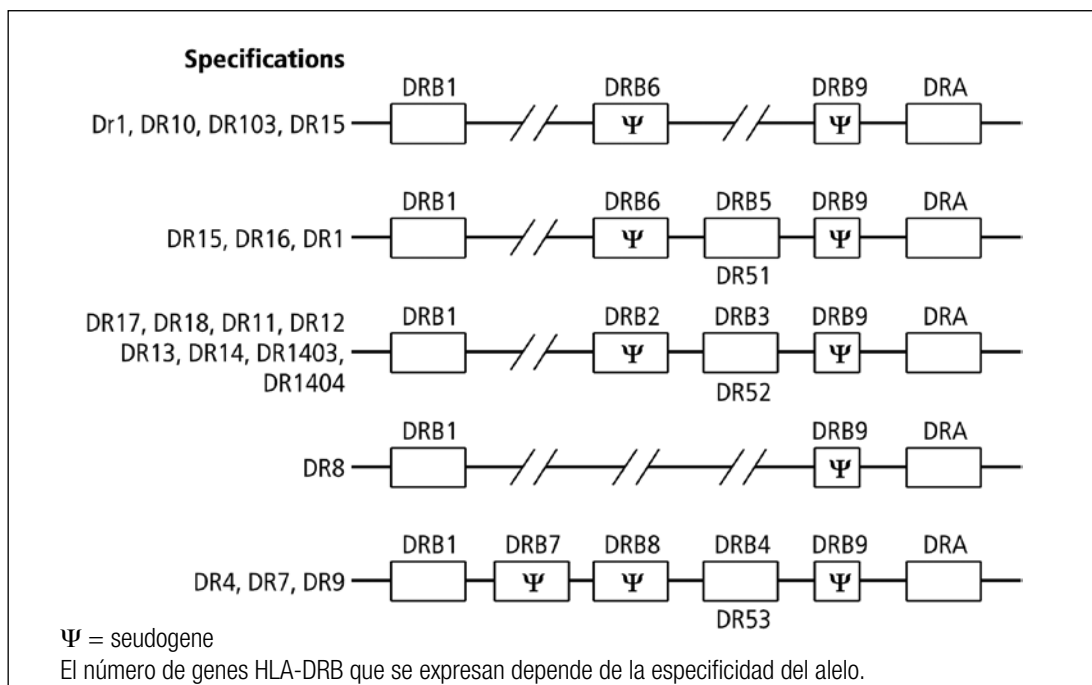 Specifications
DRB1 DRB6 DRB9 DRA
Dr1, DR10, DR103, DR15 Ψ Ψ
DRB1 DRB6 DRB5 DRB9 DRA
DR15, DR16, DR1 Ψ Ψ
DR51
DRB1 DRB2 DRB3 DRB9 DRA
DR17, DR18, DR11, DR12
DR13, DR14, DR1403, Ψ Ψ
DR1404
DR52
DRB1 DRB9 DRA
DR8 Ψ
DRB1 DRB7 DRB8 DRB4 DRB9 DRA
DR4, DR7, DR9 Ψ Ψ Ψ
DR53
Ψ = seudogene
El número de genes HLA-DRB que se expresan depende de la especificidad del alelo.